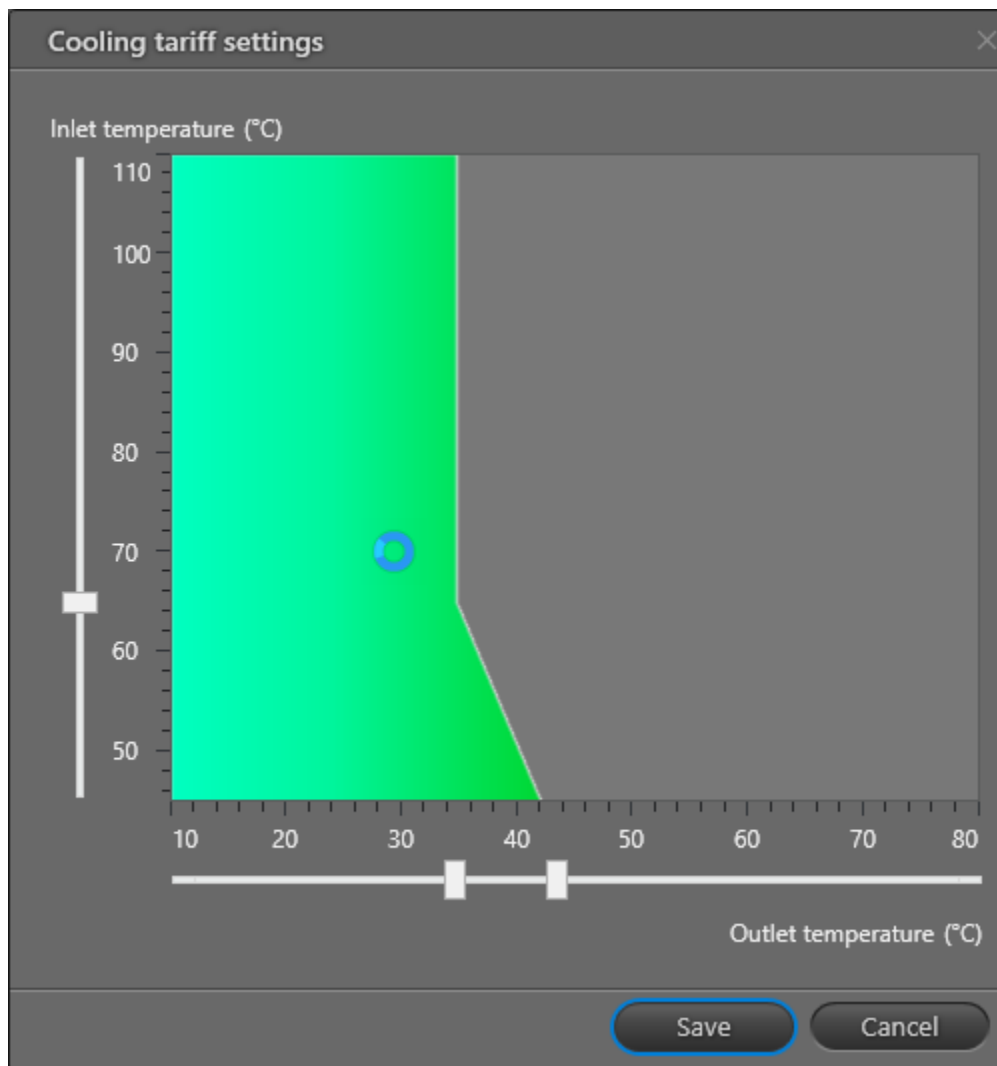 Cooling tariff settings
Inlet temperature (°C)
110
100
90
80
70
60
50
10 20 30 40 50 60 70 80
Outlet temperature (°C)
Save Cancel